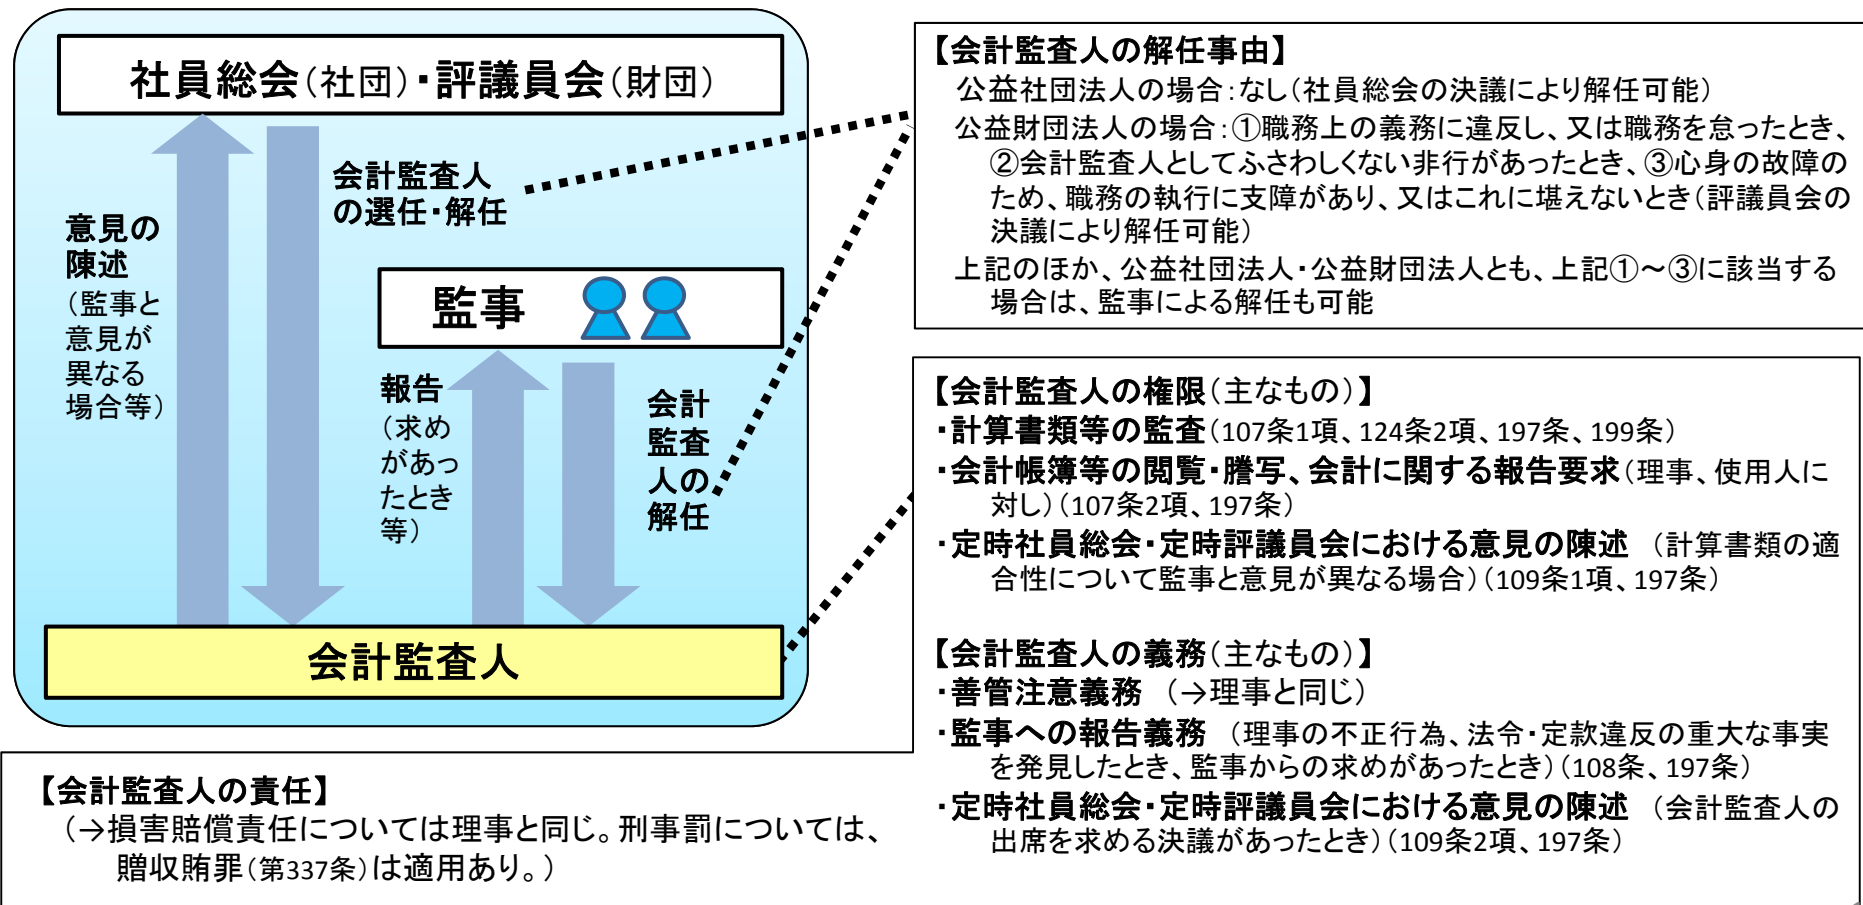 社員総会(社団)・評議員会(財団)
会計監査人
の選任・解任
意見の
陳述
(監事と
意見が
異なる
場合等)
監事
報告
(求め
があっ
たとき
等)
会計
監査
人の
解任
会計監査人
【会計監査人の解任事由】
公益社団法人の場合:なし(社員総会の決議により解任可能)
公益財団法人の場合:①職務上の義務に違反し、又は職務を怠ったとき、
②会計監査人としてふさわしくない非行があったとき、③心身の故障の
ため、職務の執行に支障があり、又はこれに堪えないとき(評議員会の
決議により解任可能)
上記のほか、公益社団法人・公益財団法人とも、上記①~③に該当する
場合は、監事による解任も可能
【会計監査人の権限(主なもの)】
・計算書類等の監査(107条1項、124条2項、197条、199条)
・会計帳簿等の閲覧・謄写、会計に関する報告要求(理事、使用人に
対し)(107条2項、197条)
・定時社員総会・定時評議員会における意見の陳述 (計算書類の適
合性について監事と意見が異なる場合)(109条1項、197条)
【会計監査人の義務(主なもの)】
・善管注意義務 (→理事と同じ)
・監事への報告義務 (理事の不正行為、法令・定款違反の重大な事実
を発見したとき、監事からの求めがあったとき)(108条、197条)
・定時社員総会・定時評議員会における意見の陳述 (会計監査人の
出席を求める決議があったとき)(109条2項、197条)
【会計監査人の責任】
(→損害賠償責任については理事と同じ。刑事罰については、
贈収賄罪(第337条)は適用あり。)